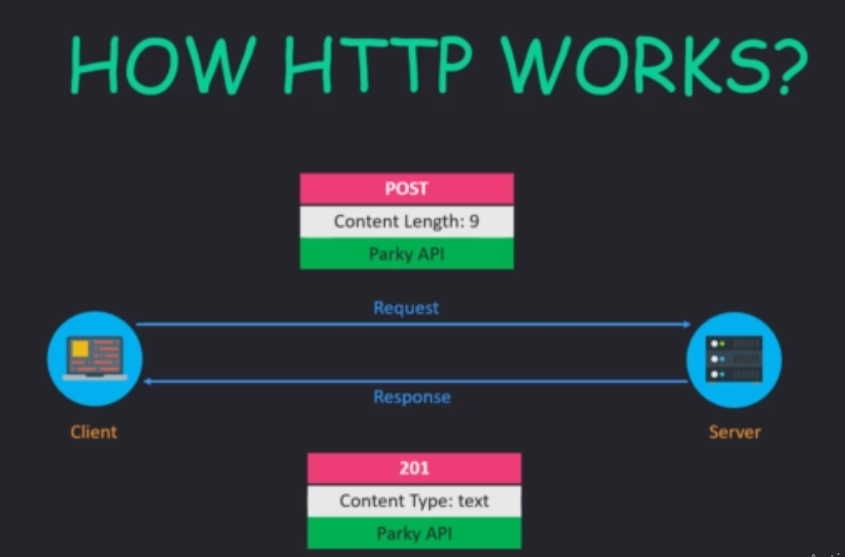 HOW HTTP WORKS?
POST
Content Length: 9
Parky API
Request
Response
Client
Server
201
Content Type: text
Parky API